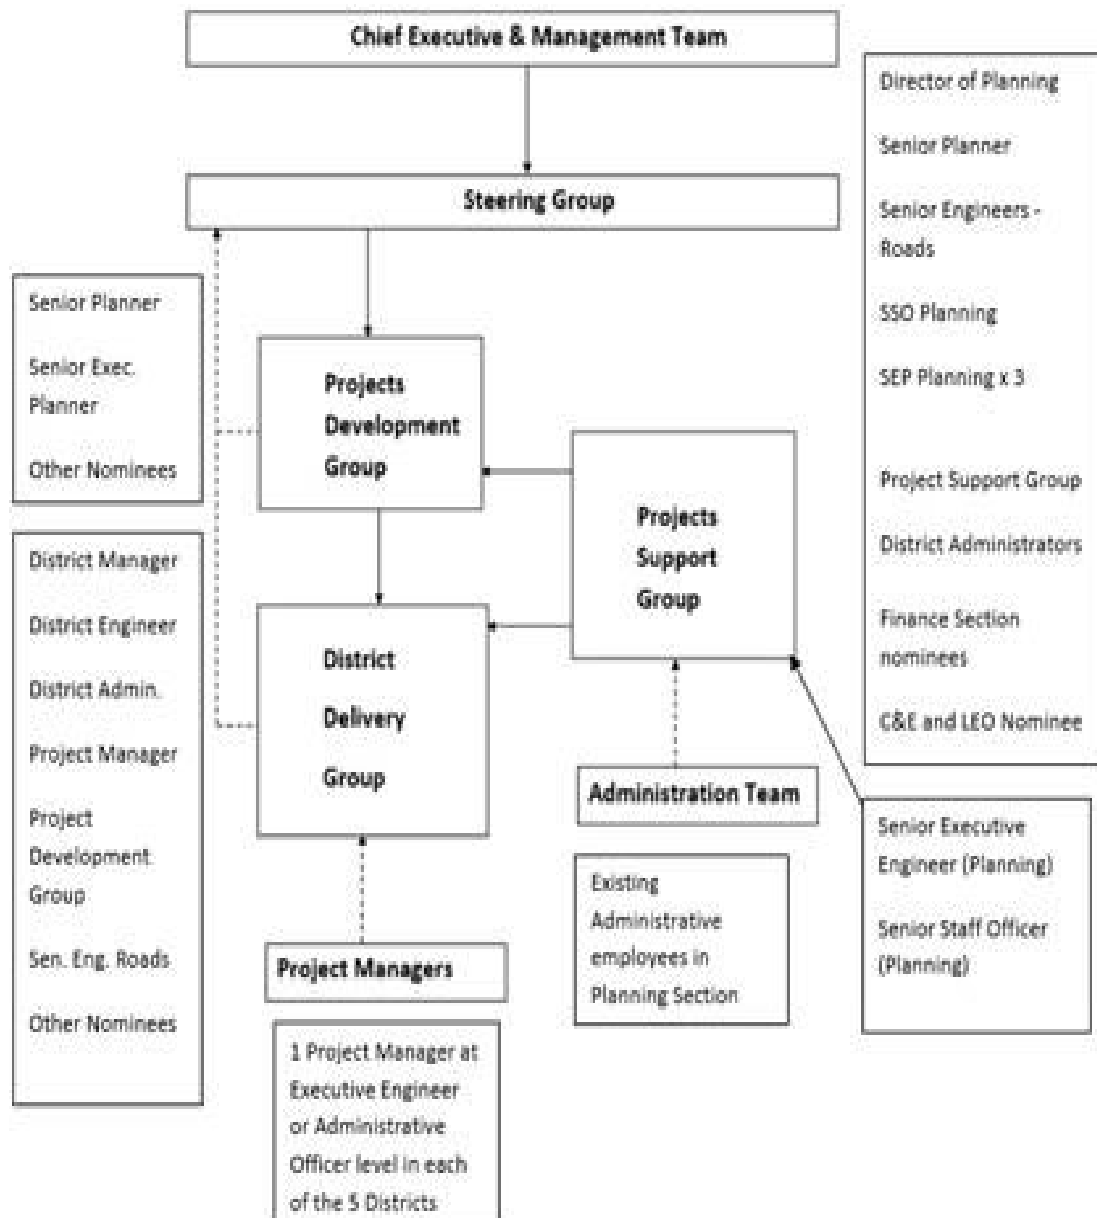 Chief Executive & Management Team
Steering Group
Director of Planning
Senior Planner
Senior Engineers -
Roads
SSO Planning
SEP Planning x 3
Project Support Group
District Administrators
Finance Section
nominees
C&E and LEO Nominee
Senior Planner
Senior Exec.
Planner
Other Nominees
Projects
Development
Group
Projects
Support
Group
District Manager
District Engineer
District Admin.
Project Manager
Project
Development
Group
Sen. Eng. Roads
Other Nominees
District
Delivery
Group
Administration Team
Existing
Administrative
employees in
Planning Section
Senior Executive
Engineer (Planning)
Senior Staff Officer
(Planning)
Project Managers
1 Project Manager at
Executive Engineer
or Administrative
Officer level in each
of the 5 Districts